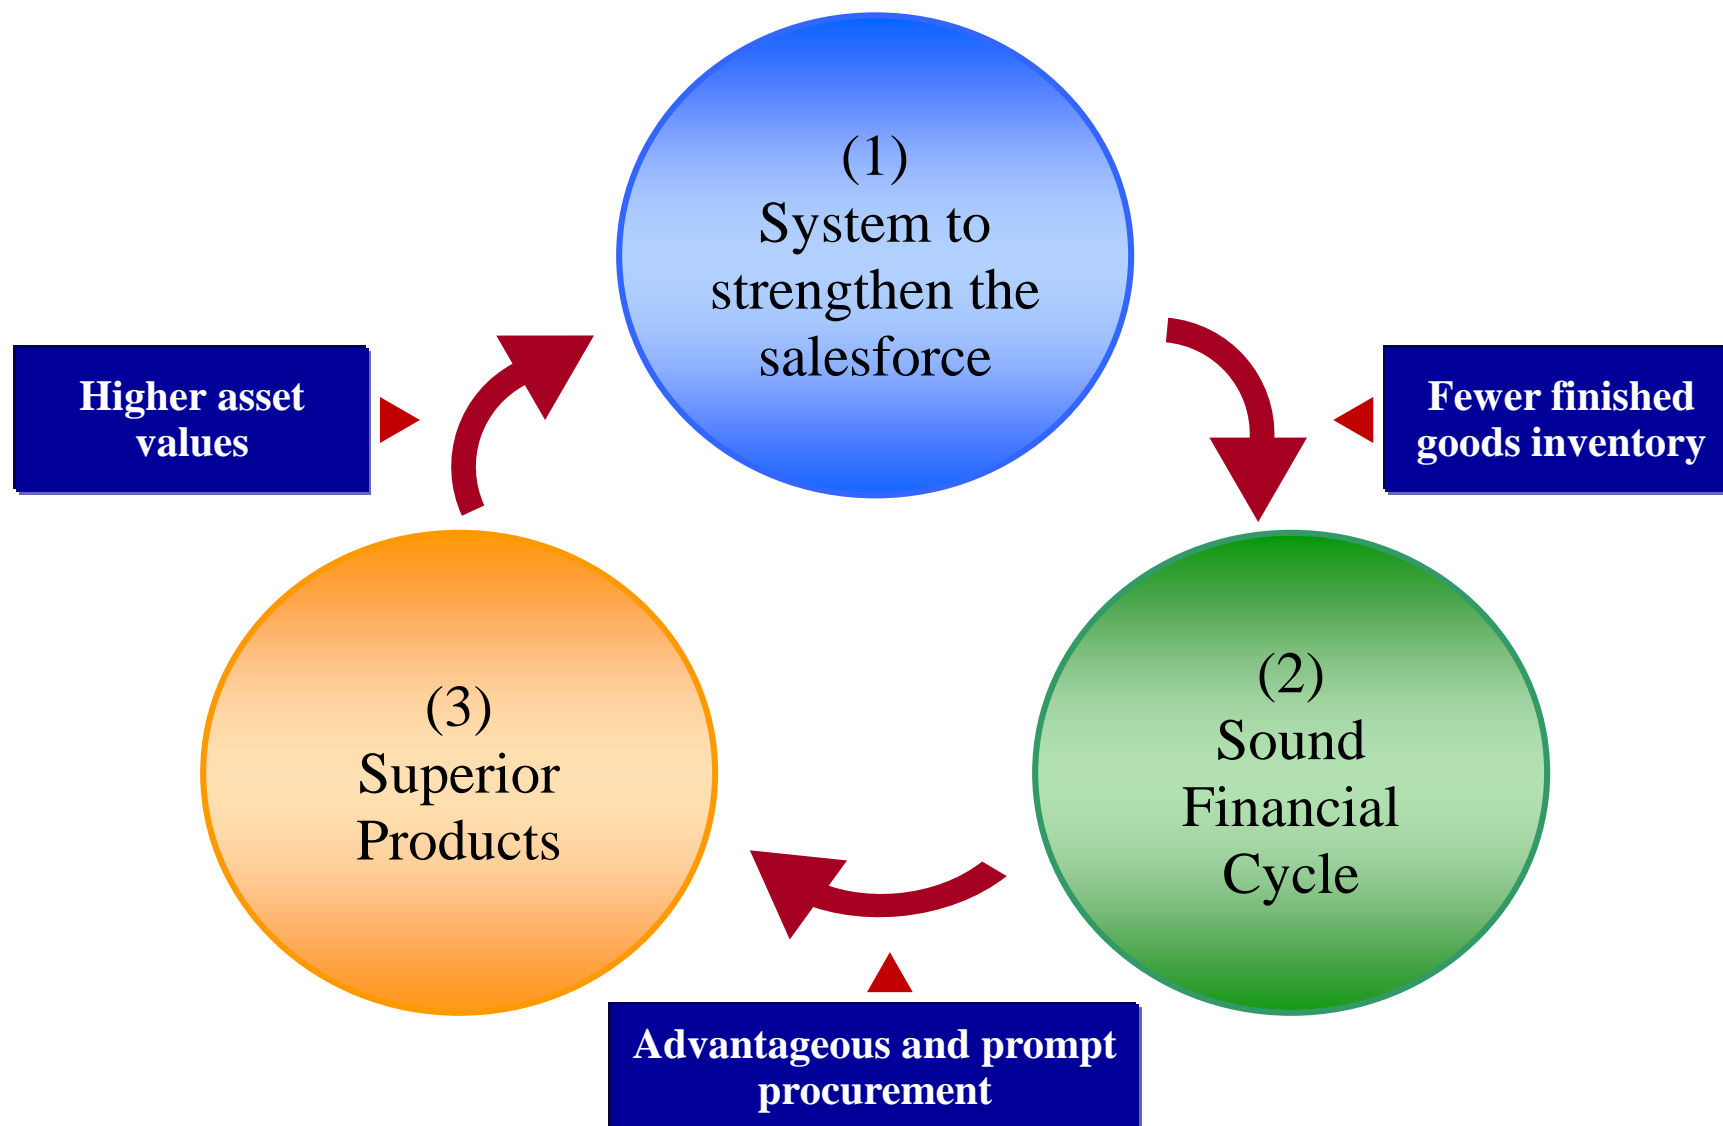 (1)
System to
strengthen the
salesforce
Higher asset
values
Fewer finished
goods inventory
(2)
Sound
Financial
Cycle
(3)
Superior
Products
Advantageous and prompt
procurement